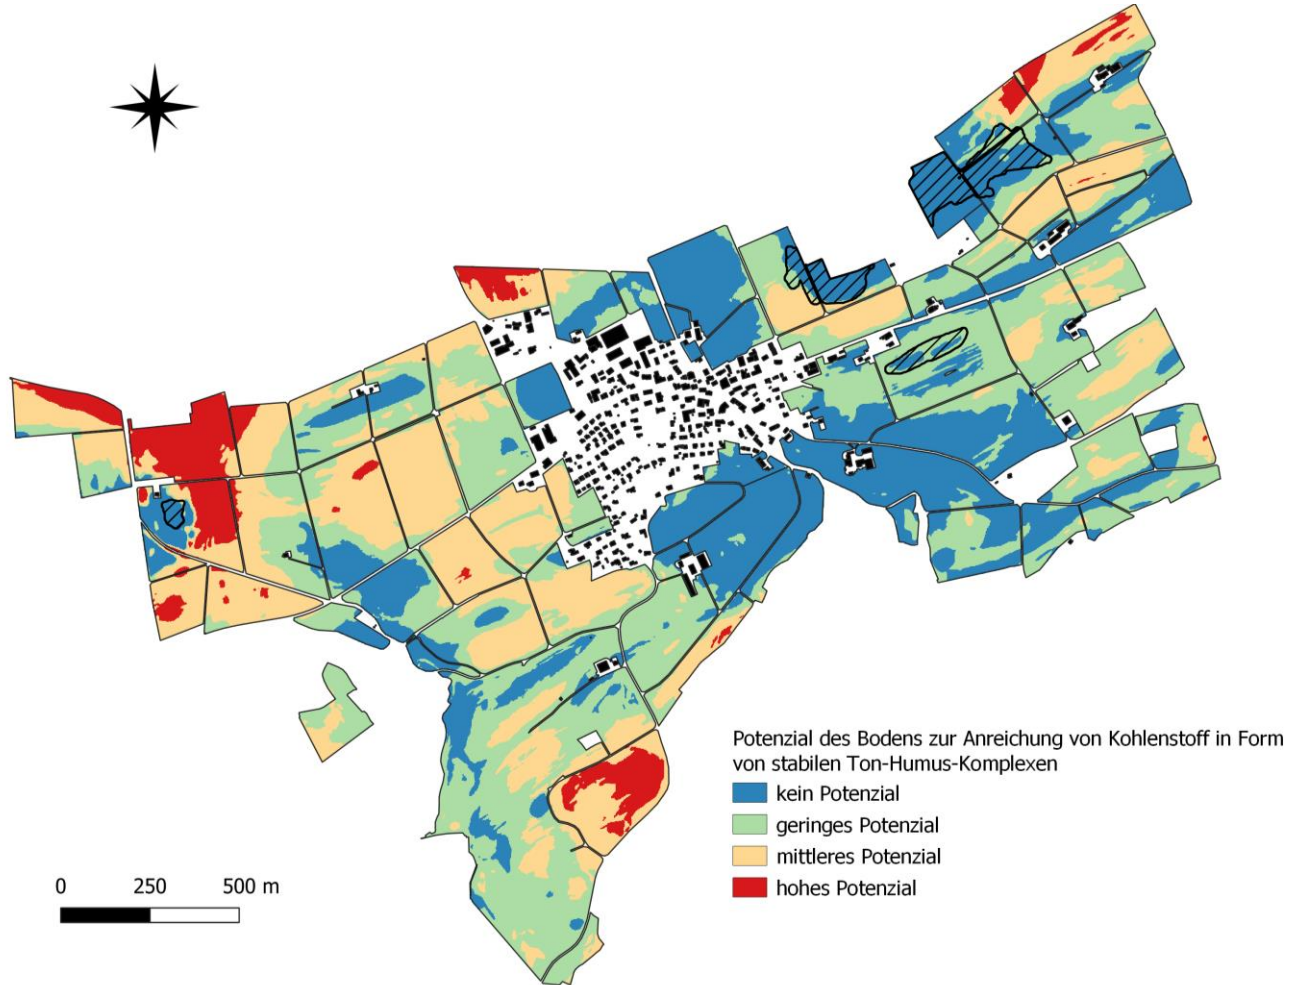 Potenzial des Bodens zur Anreichung von Kohlenstoff in Form
von stabilen Ton-Humus-Komplexen
kein Potenzial
geringes Potenzial
mittleres Potenzial
hohes Potenzial
0 250 500 m